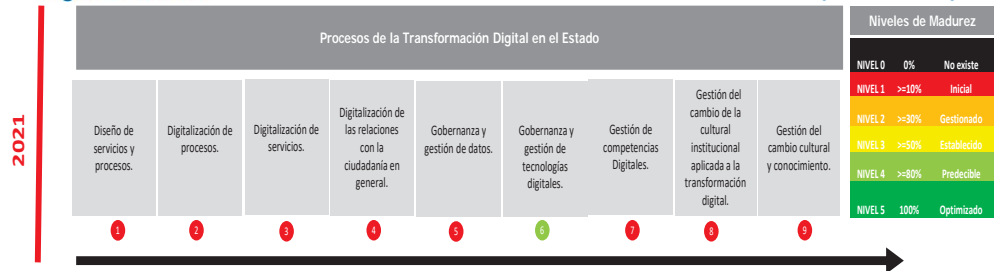 Niveles de Madurez
Procesos de la Transformación Digital en el Estado
NIVEL 0 0% No existe
NIVEL 1 >=10% Inicial
NIVEL 2 >=30% Gestionado
NIVEL 3 >=50% Establecido
NIVEL 4 >=80% Predecible
NIVEL 5 100% Optimizado
2021
Diseño de
servicios y
procesos.
Digitalización de
procesos.
Digitalización de
servicios.
Digitalización de
las relaciones
con la
ciudadanía en
general.
Gobernanza y
gestión de datos.
Gobernanza y
gestión de
tecnologías
digitales.
Gestión de
competencias
Digitales.
Gestión del
cambio de la
cultural
institucional
aplicada a la
transformación
digital.
Gestión del
cambio cultural
y conocimiento.
1 2 3 4 5 6 7 8 9